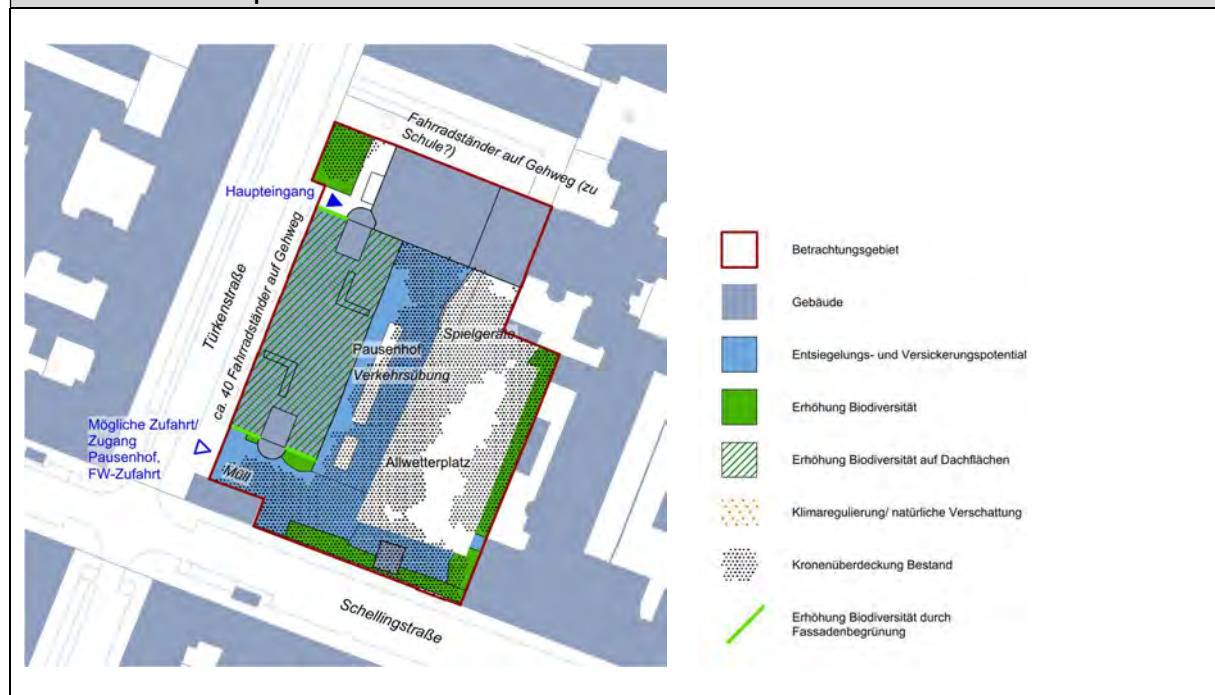 Fahrradständer auf Gehweg (zu
Schule?)
Haupteingang
Türkenstraße
ca. 40 Fahrradständer auf Gehweg
Spielgeräte
Pausenhof
Verkehrsübung
Mögliche Zufahrt/
Zugang
Pausenhof,
FW-Zufahrt
Müll
Allwetterplatz
Schellingstraße
Betrachtungsgebiet
Gebäude
Entsiegelungs- und Versickerungspotential
Erhöhung Biodiversität
Erhöhung Biodiversität auf Dachflächen
Klimaregulierung/ natürliche Verschattung
Kronenüberdeckung Bestand
Erhöhung Biodiversität durch
Fassadenbegrünung